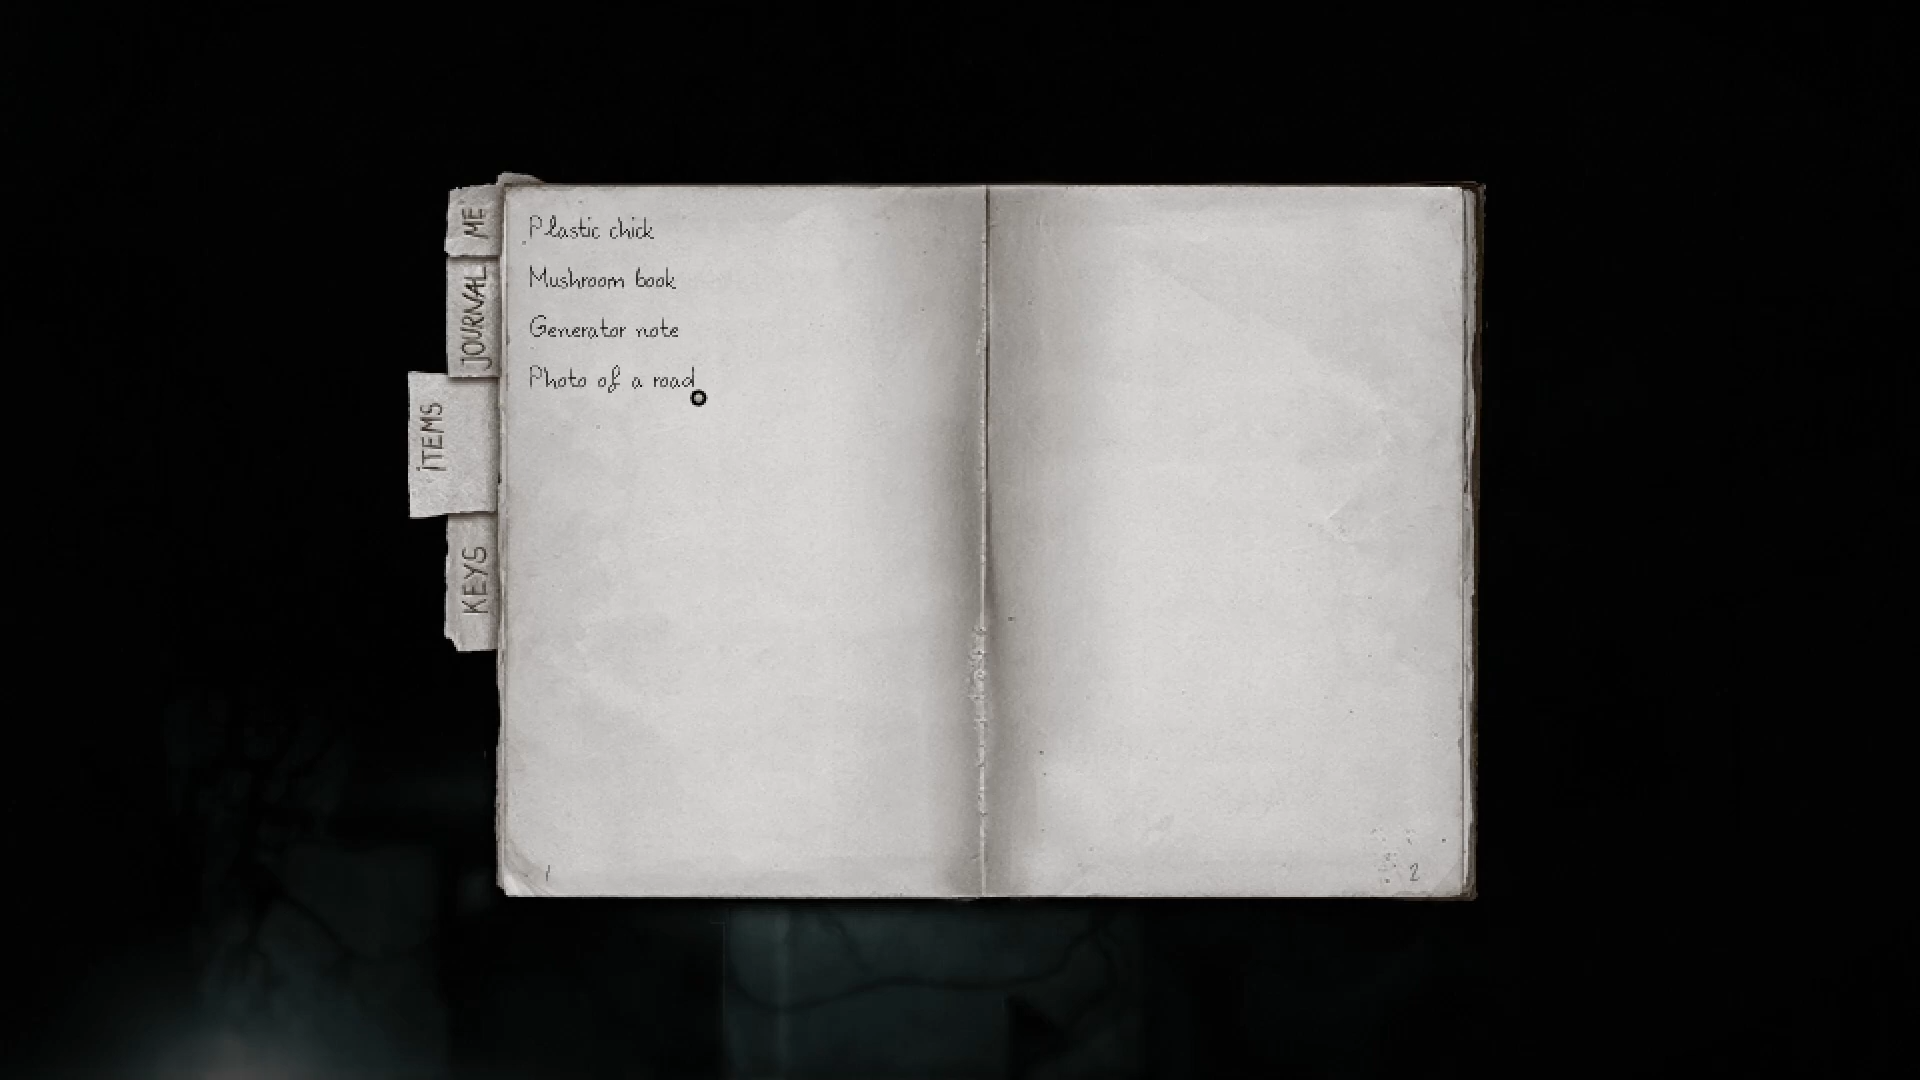 ME
JOURNAL
ITEMS
KEYS
Plastic chick
Mushroom book
Generator note
Photo of a road
1
2